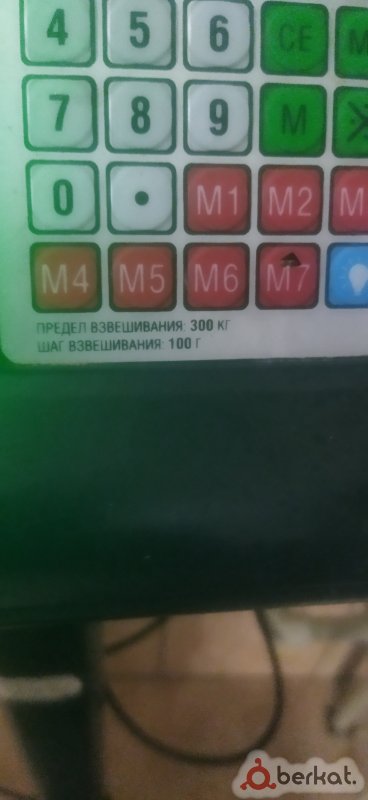 4 5 6 CE M
7 8 9 M
0 • M1 M2 M
M4 M5 M6 M7
ПРЕДЕЛ ВЗВЕШИВАНИЯ: 300 КГ
ШАГ ВЗВЕШИВАНИЯ: 100 Г
berkat.